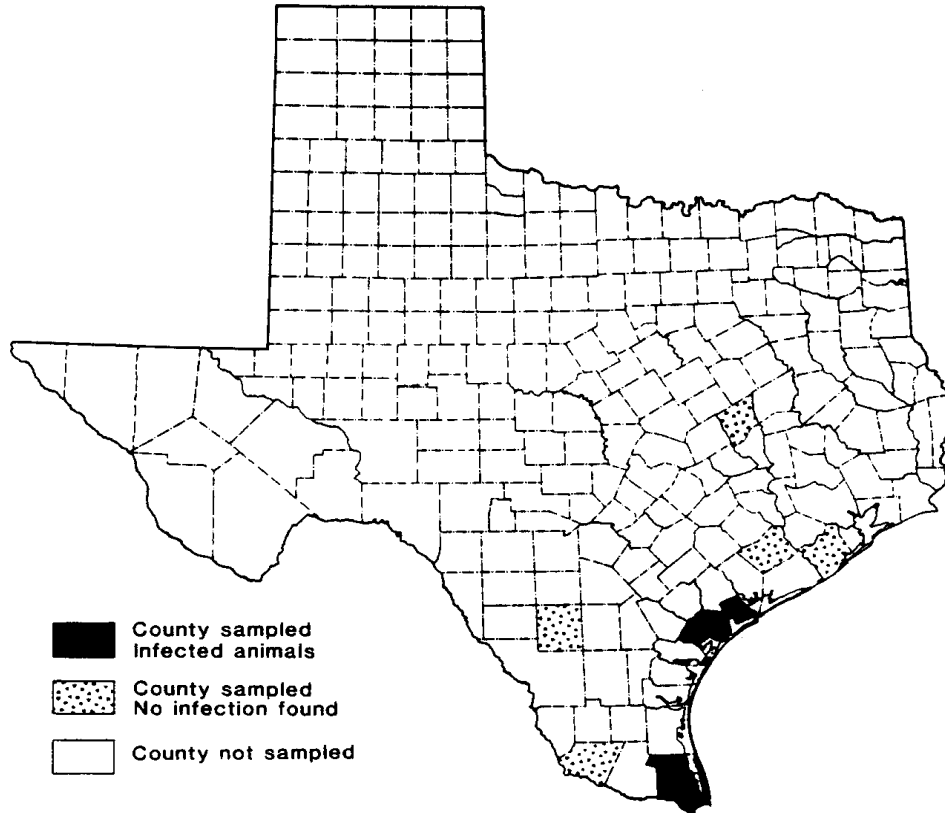 County sampled
Infected animals
County sampled
No infection found
County not sampled